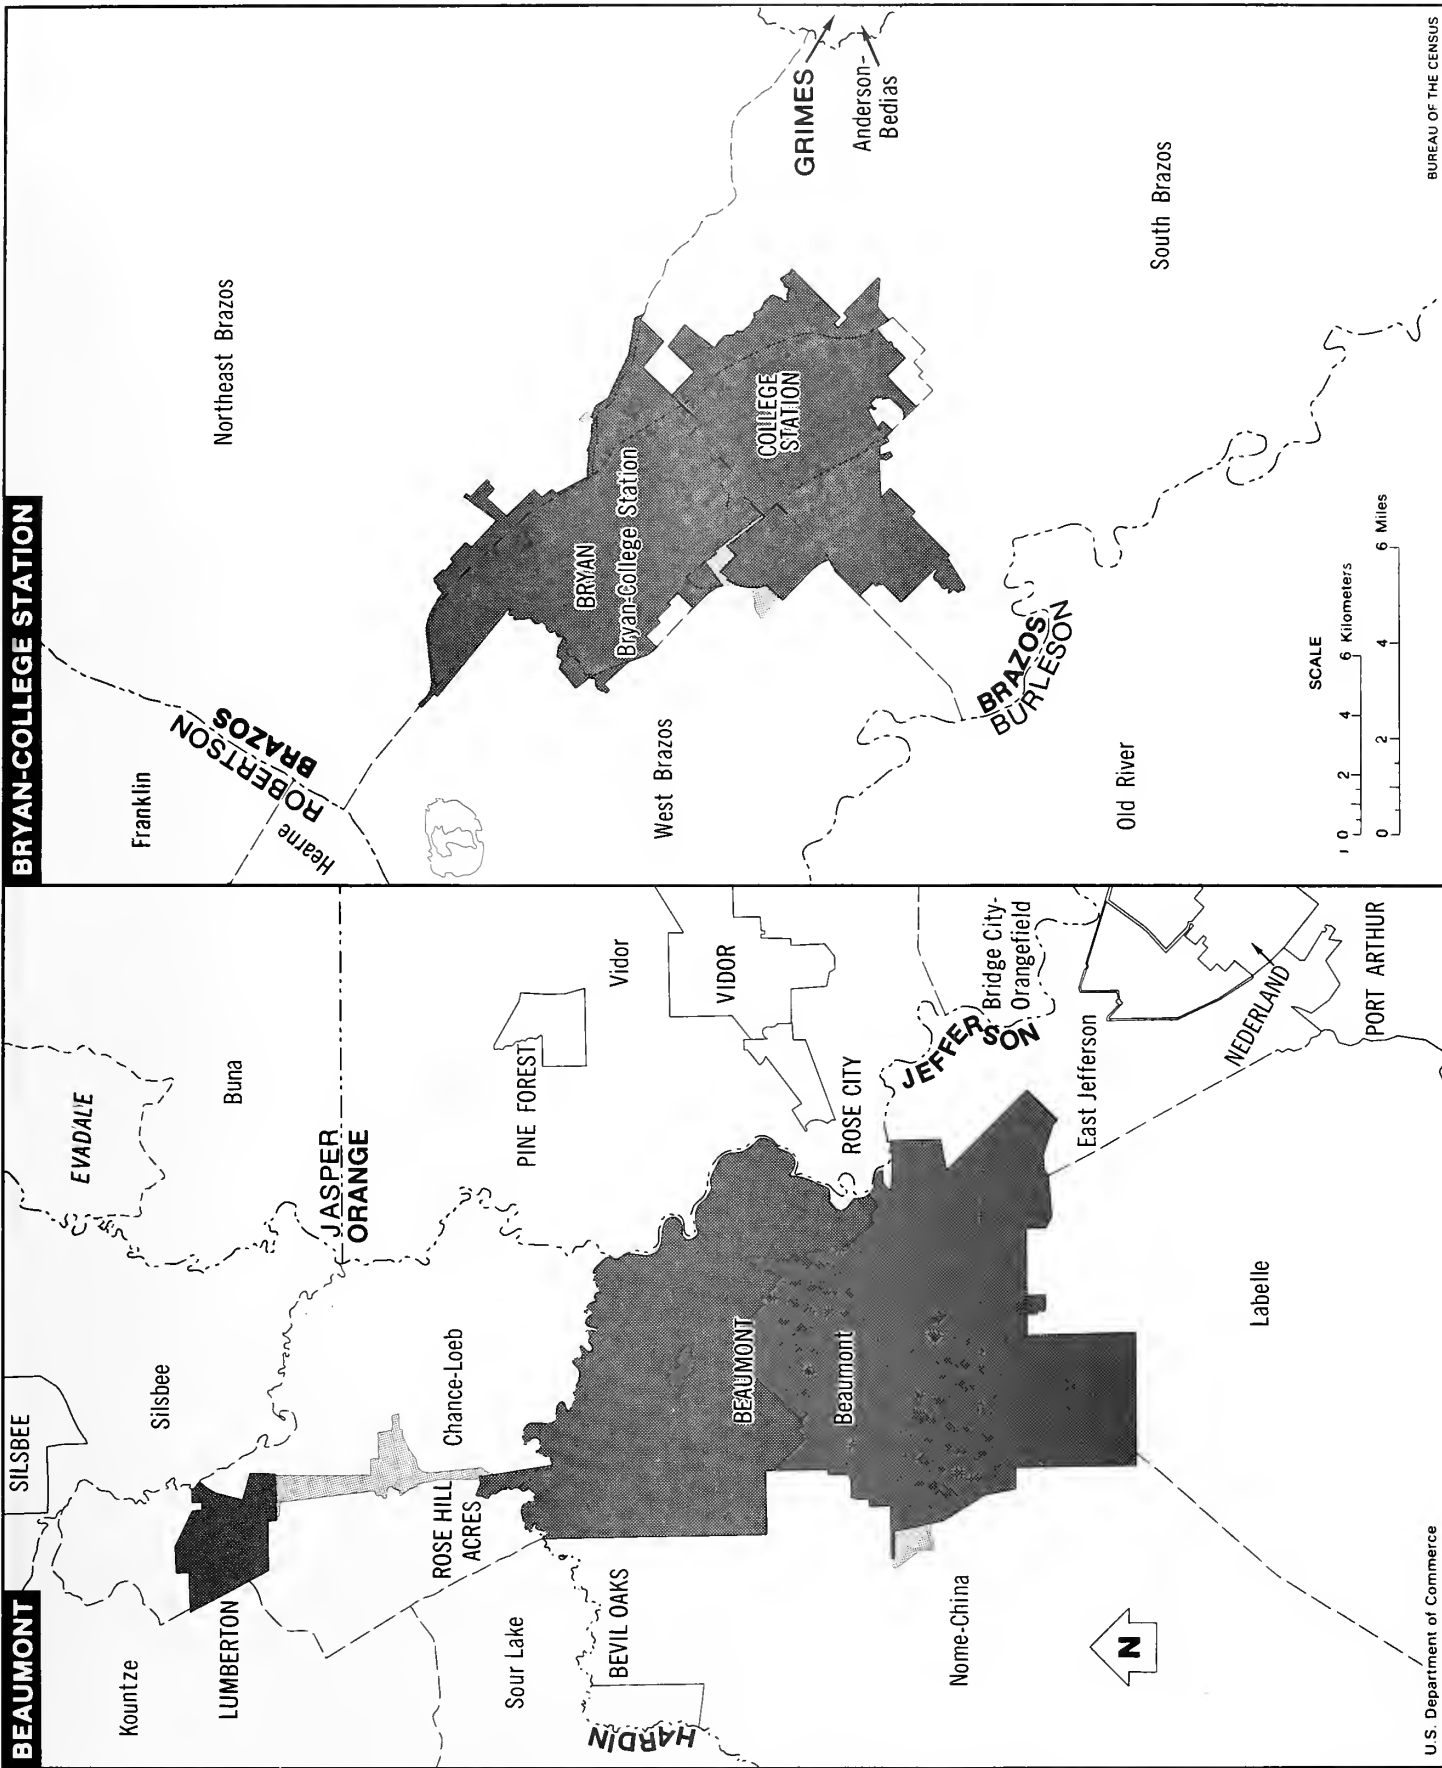 BEAUMONT
SILSBEE
EVADALE
Kountze
Silsbee
Buna
LUMBERTON
JASPER
ORANGE
Chance-Loeb
ROSE HILL
ACRES
Sour Lake
PINE FOREST
Vidor
BEVIL OAKS
HARDIN
VIDOR
BEAUMONT
Beaumont
ROSE CITY
JEFFERSON
Bridge City-
Orangefield
Nome-China
East Jefferson
NEDERLAND
N
Labelle
PORT ARTHUR
U.S. Department of Commerce
BRYAN-COLLEGE STATION
Franklin
ROBERTSON
BRAZOS
Hearne
Northeast Brazos
BRYAN
Bryan-College Station
West Brazos
COLLEGE
STATION
GRIMES
Anderson-
Bedias
BRAZOS
BURLESON
Old River
South Brazos
SCALE
0 2 4 6 Kilometers
0 2 4 6 Miles
BUREAU OF THE CENSUS